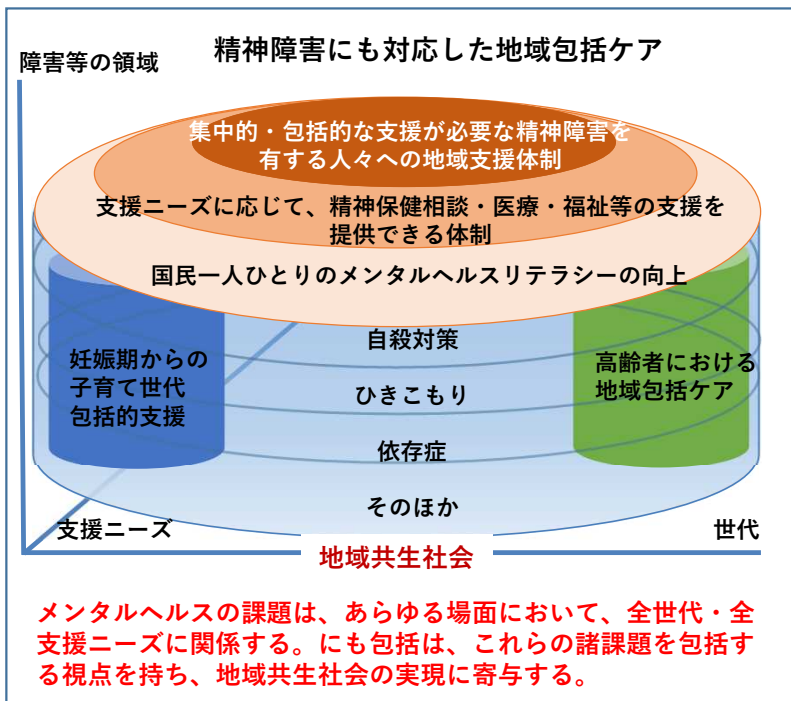 精神障害にも対応した地域包括ケア
障害等の領域
集中的・包括的な支援が必要な精神障害を
有する人々への地域支援体制
支援ニーズに応じて、精神保健相談・医療・福祉等の支援を
提供できる体制
国民一人ひとりのメンタルヘルスリテラシーの向上
妊娠期からの
子育て世代
包括的支援
自殺対策
ひきこもり
依存症
そのほか
高齢者における
地域包括ケア
支援ニーズ
世代
地域共生社会
メンタルヘルスの課題は、あらゆる場面において、全世代・全
支援ニーズに関係する。にも包括は、これらの諸課題を包括す
る視点を持ち、地域共生社会の実現に寄与する。